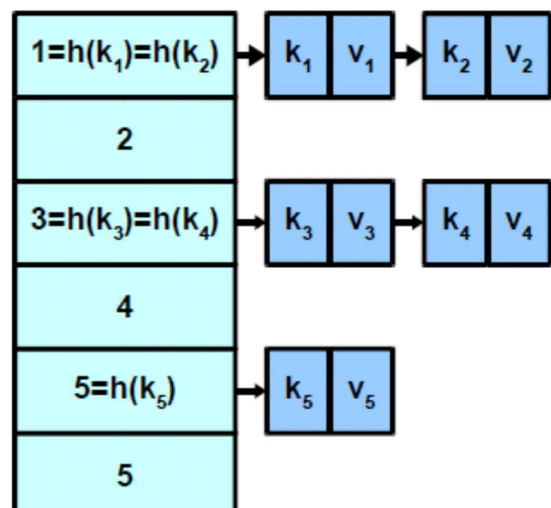 1=h(k₁)=h(k₂) k₁ v₁ k₂ v₂
2
3=h(k₃)=h(k₄) k₃ v₃ k₄ v₄
4
5=h(k₅) k₅ v₅
5